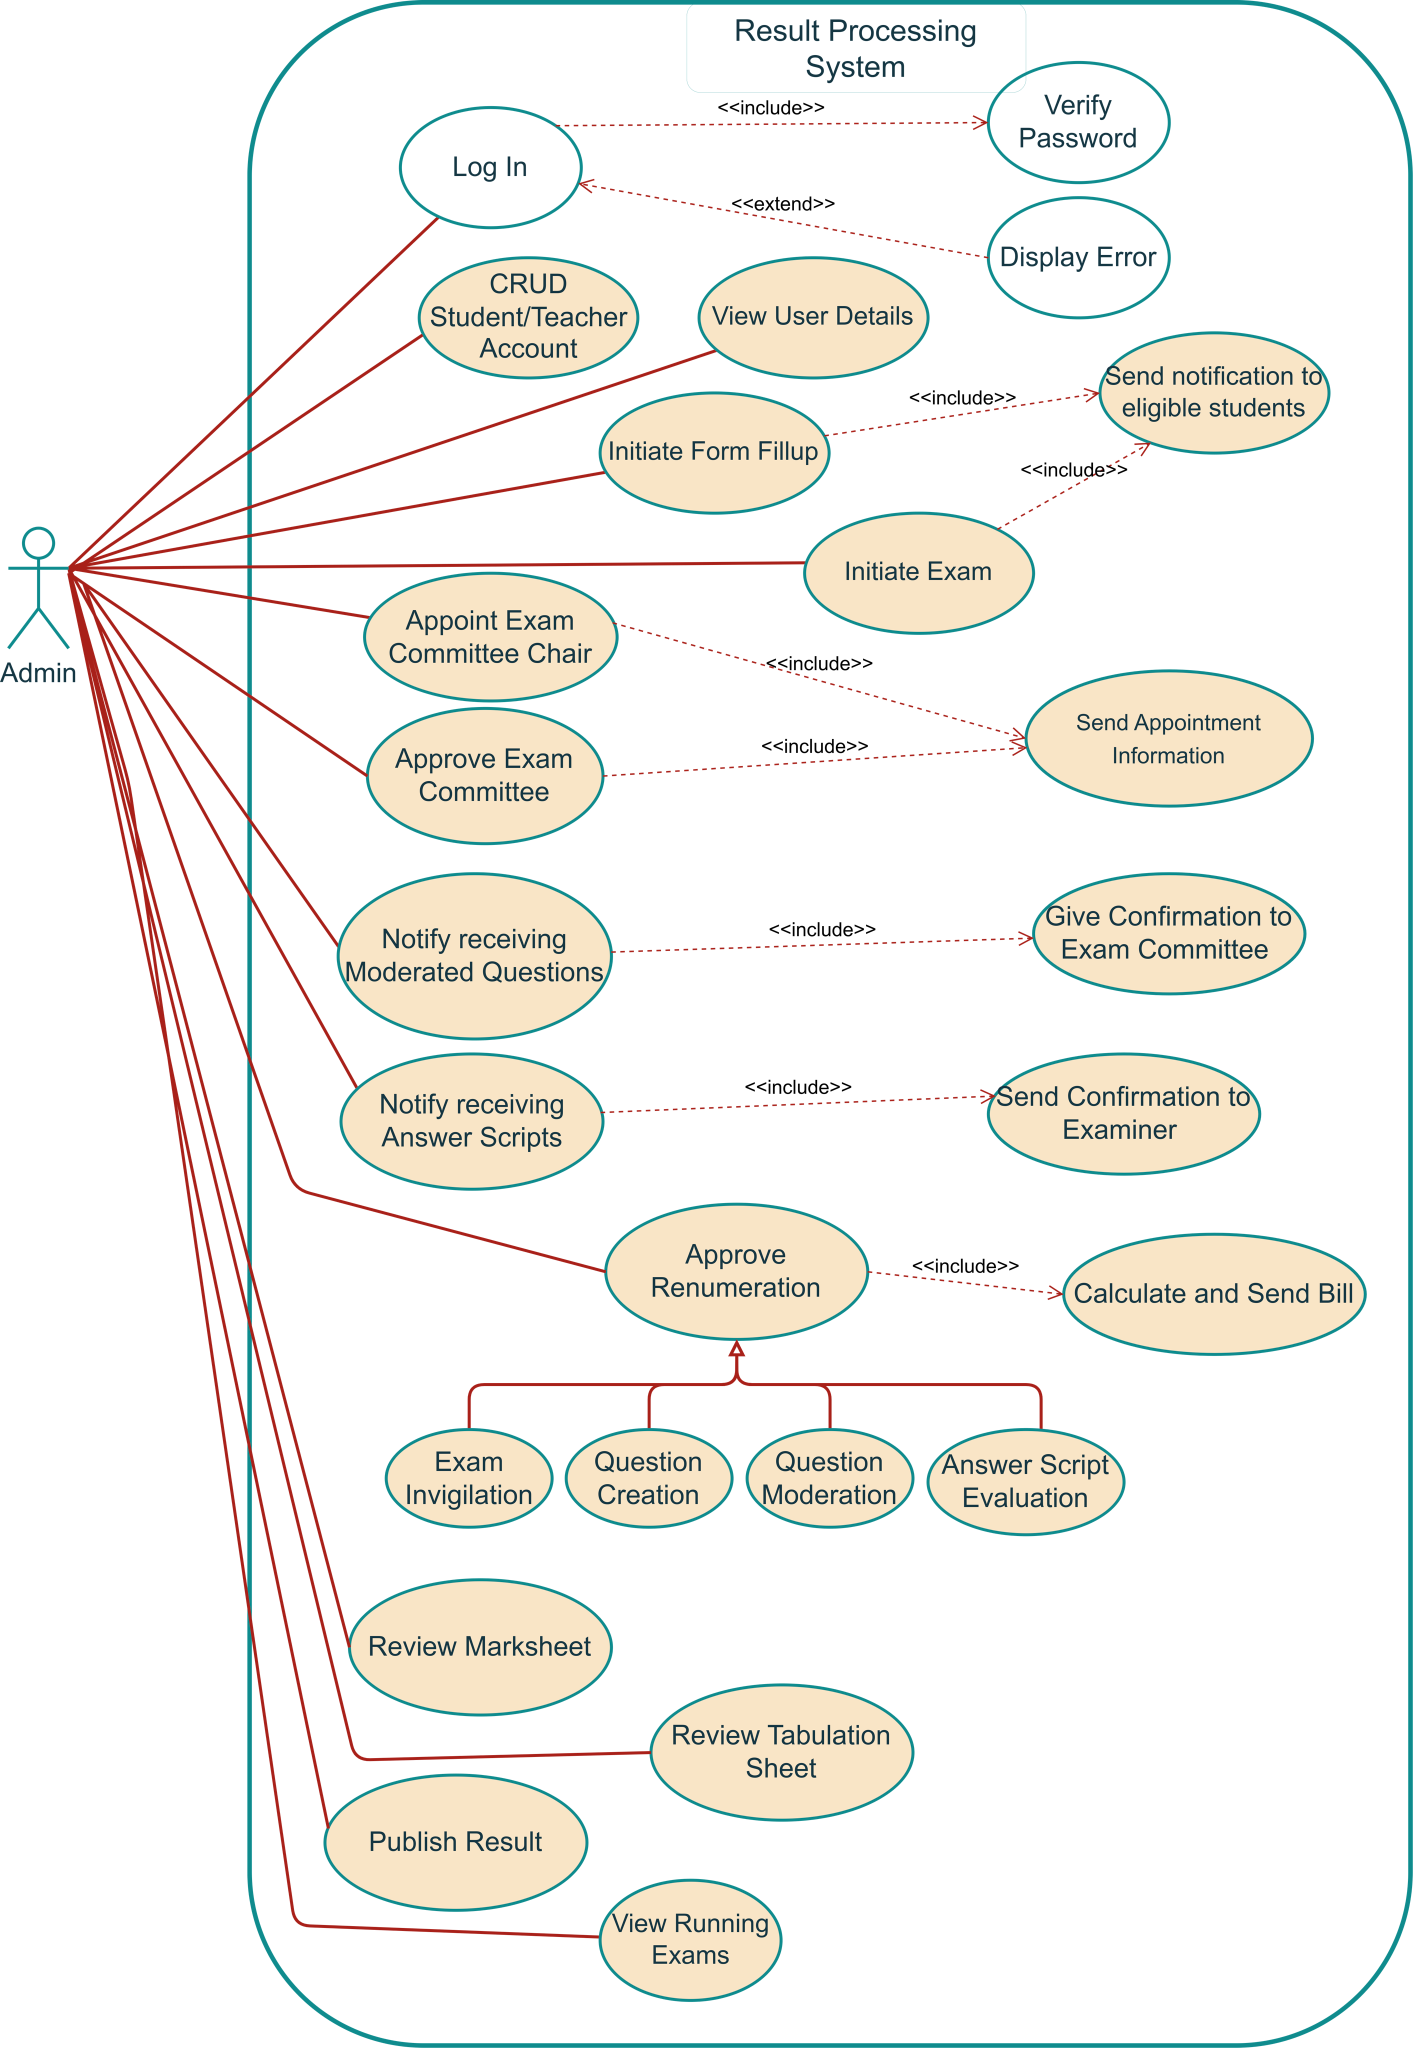 Result Processing
System
<<include>>
Verify
Password
Log In
<<extend>>
Display Error
CRUD
Student/Teacher
Account
View User Details
Send notification to
eligible students
<<include>>
Initiate Form Fillup
<<include>>
Initiate Exam
Admin
Appoint Exam
Committee Chair
<<include>>
Send Appointment
Information
Approve Exam
Committee
<<include>>
Notify receiving
Moderated Questions
<<include>>
Give Confirmation to
Exam Committee
Notify receiving
Answer Scripts
<<include>>
Send Confirmation to
Examiner
Approve
Renumeration
<<include>>
Calculate and Send Bill
Exam
Invigilation
Question
Creation
Question
Moderation
Answer Script
Evaluation
Review Marksheet
Review Tabulation
Sheet
Publish Result
View Running
Exams